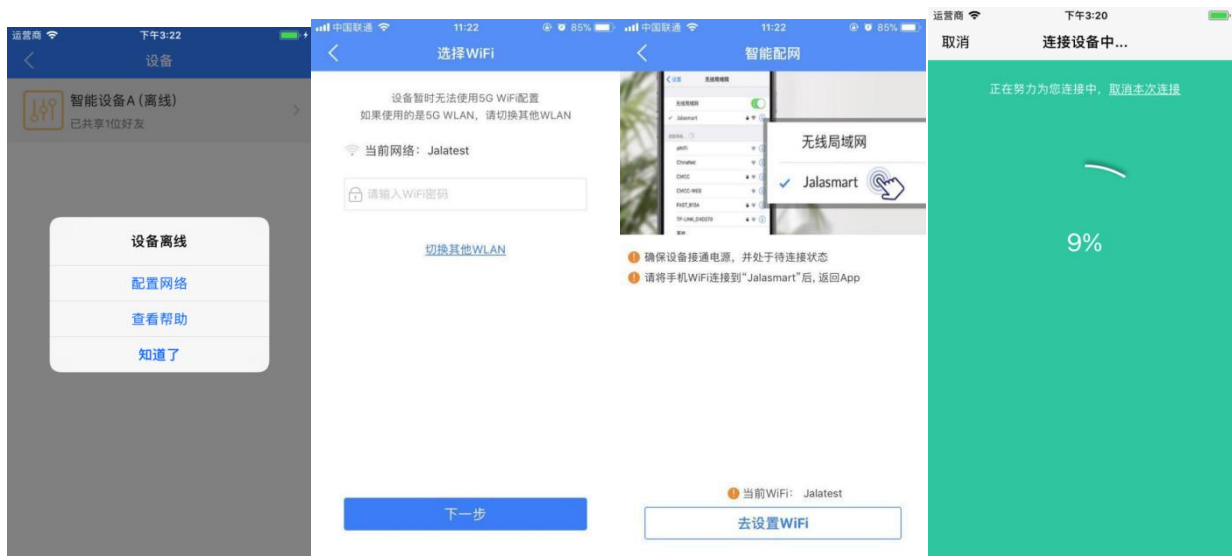 运营商
下午3:22
设备
智能设备A (离线)
已共享1位好友
设备离线
配置网络
查看帮助
知道了
中国联通
11:22
85%
选择WiFi
设备暂时无法使用5G WiFi配置
如果使用的是5G WLAN，请切换其他WLAN
当前网络：Jalatest
请输入WiFi密码
切换其他WLAN
下一步
中国联通
11:22
85%
智能配网
设置
无线局域网
无线局域网
Jalasmart
ChinaNet
CMCC
CMCC-WEB
无线局域网
Jalasmart
确保设备接通电源，并处于待连接状态
请将手机WiFi连接到“Jalasmart”后, 返回App
当前WiFi： Jalatest
去设置WiFi
运营商
下午3:20
取消
连接设备中...
正在努力为您连接中，取消本次连接
9%